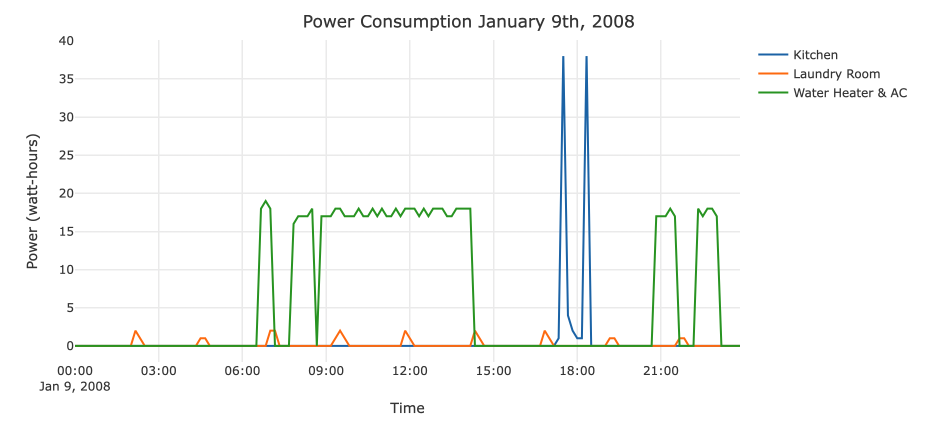 Power Consumption January 9th, 2008
Kitchen
Laundry Room
Water Heater & AC
Power (watt-hours)
40
35
30
25
20
15
10
5
0
00:00 03:00 06:00 09:00 12:00 15:00 18:00 21:00
Jan 9, 2008
Time